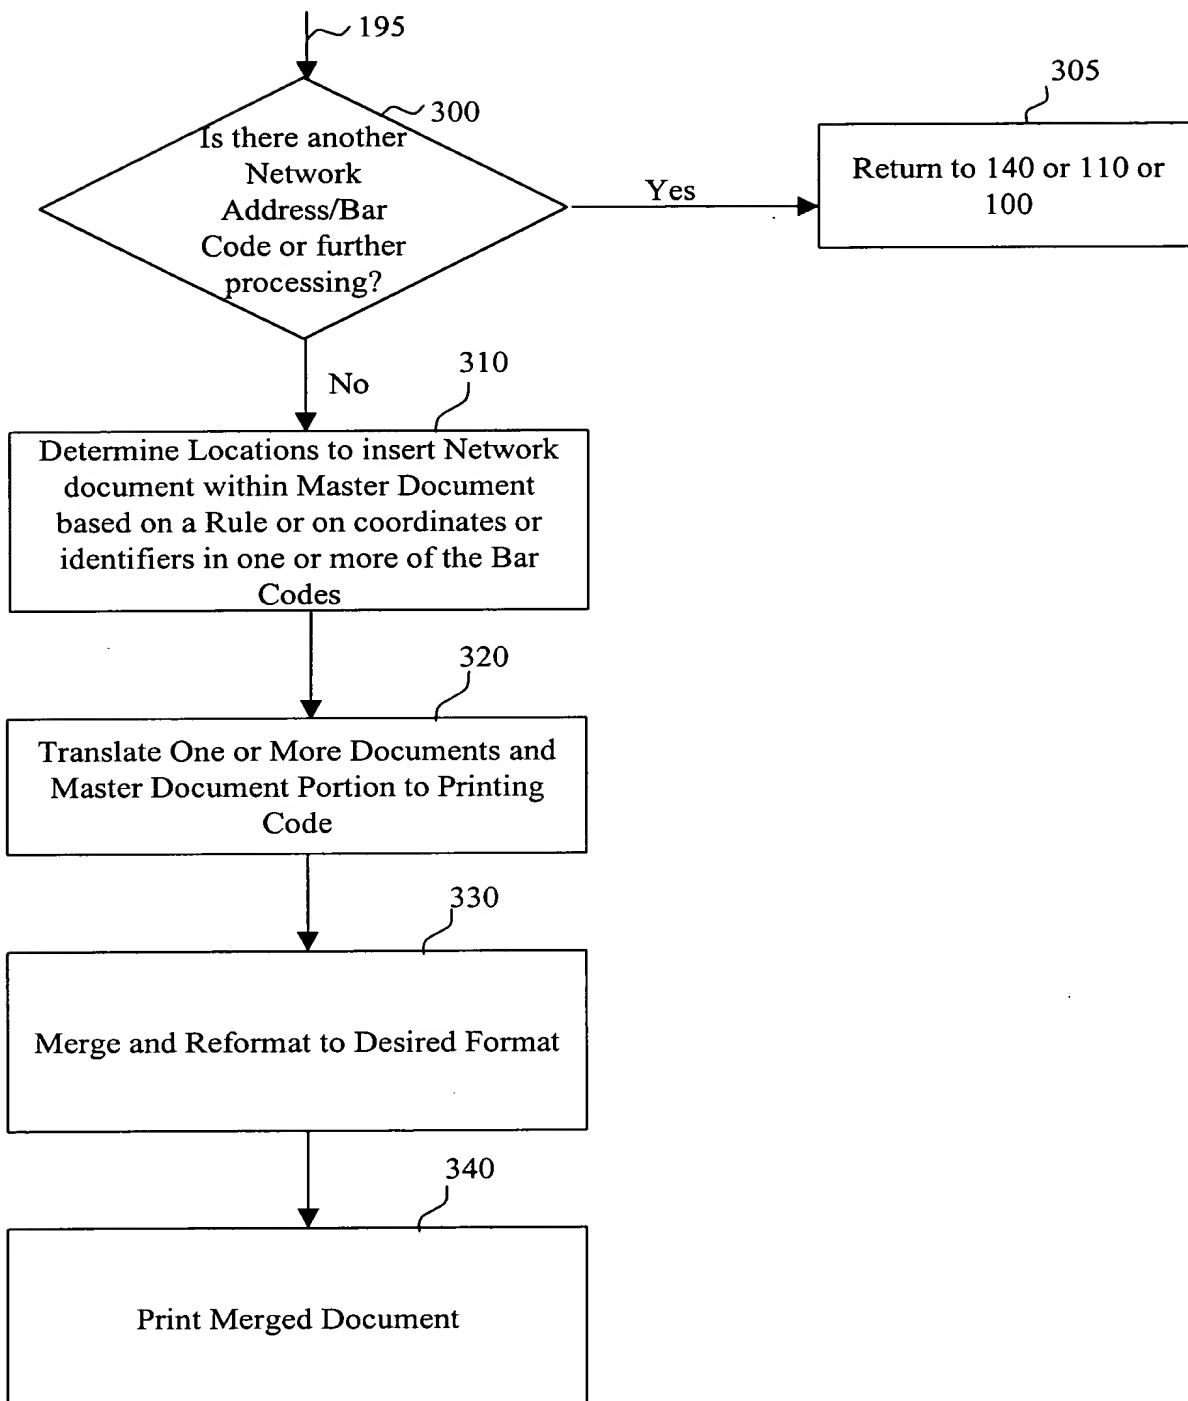 195
300
Is there another
Network
Address/Bar
Code or further
processing?
Yes
305
Return to 140 or 110 or
100
No
310
Determine Locations to insert Network
document within Master Document
based on a Rule or on coordinates or
identifiers in one or more of the Bar
Codes
320
Translate One or More Documents and
Master Document Portion to Printing
Code
330
Merge and Reformat to Desired Format
340
Print Merged Document